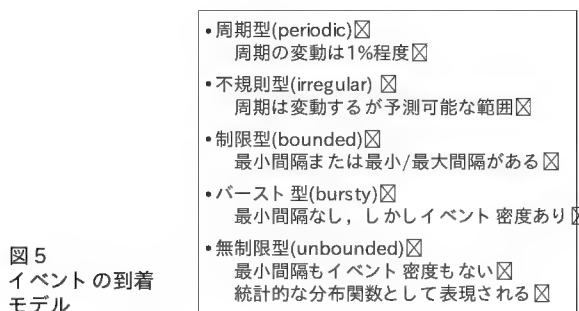 • 周期型(periodic)☒
周期の変動は1%程度☒
• 不規則型(irregular) ☒
周期は変動するが予測可能な範囲☒
• 制限型(bounded)☒
最小間隔または最小/最大間隔がある☒
• バースト型(bursty)☒
最小間隔なし，しかしイベント密度あり☒
• 無制限型(unbounded)☒
最小間隔もイベント密度もない☒
統計的な分布関数として表現される☒
図5
イベントの到着
モデル